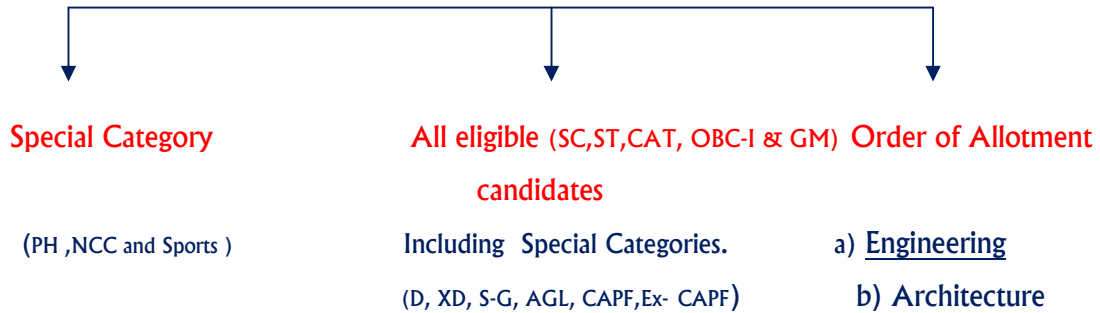 Special Category All eligible (SC,ST,CAT, OBC-I & GM) Order of Allotment
candidates
(PH ,NCC and Sports ) Including Special Categories. a) Engineering
(D, XD, S-G, AGL, CAPF,Ex- CAPF) b) Architecture